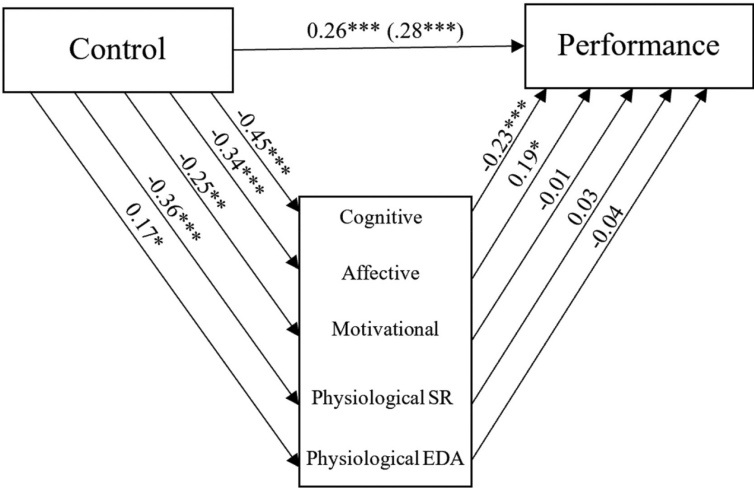 Control
0.26*** (.28***)
Performance
-0.45***
-0.34***
-0.25**
-0.36***
0.17*
-0.23***
0.19*
-0.01
0.03
-0.04
Cognitive
Affective
Motivational
Physiological SR
Physiological EDA